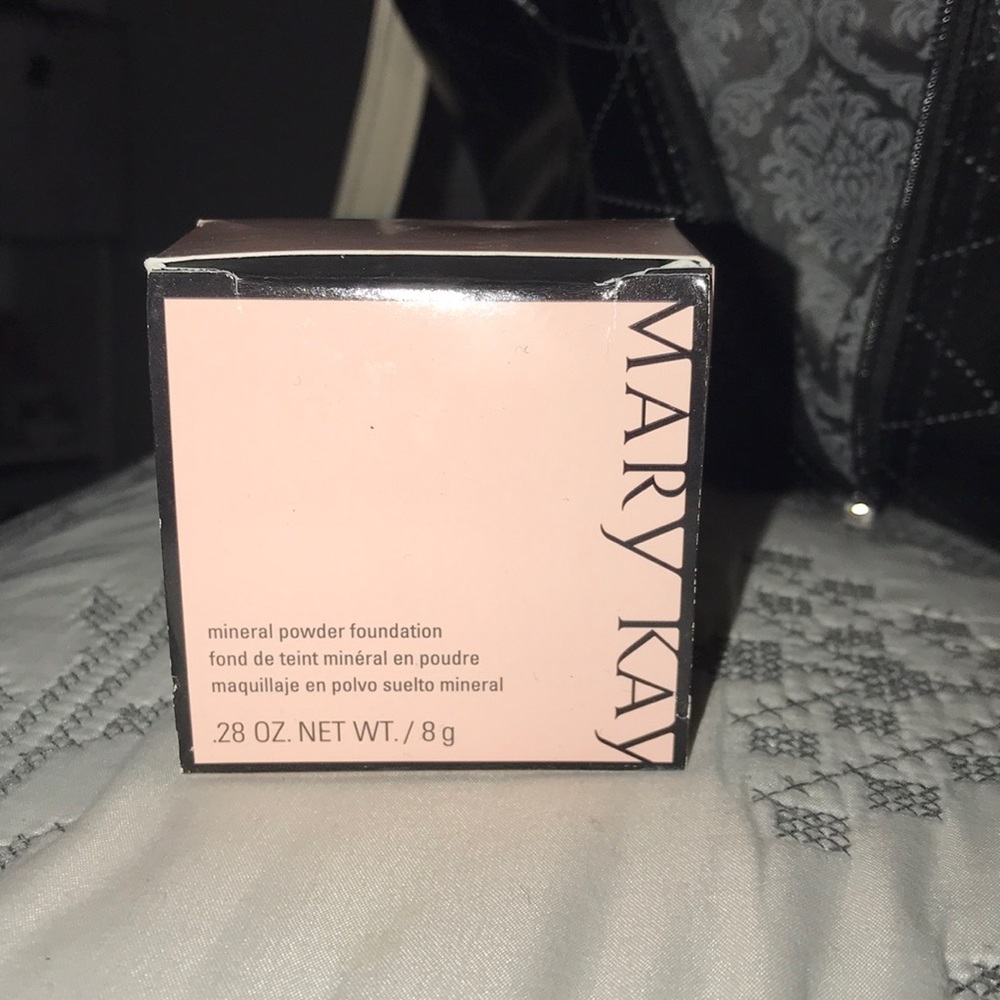 MARY KAY
mineral powder foundation
fond de teint minéral en poudre
maquillaje en polvo suelto mineral
.28 OZ. NET WT. / 8 g